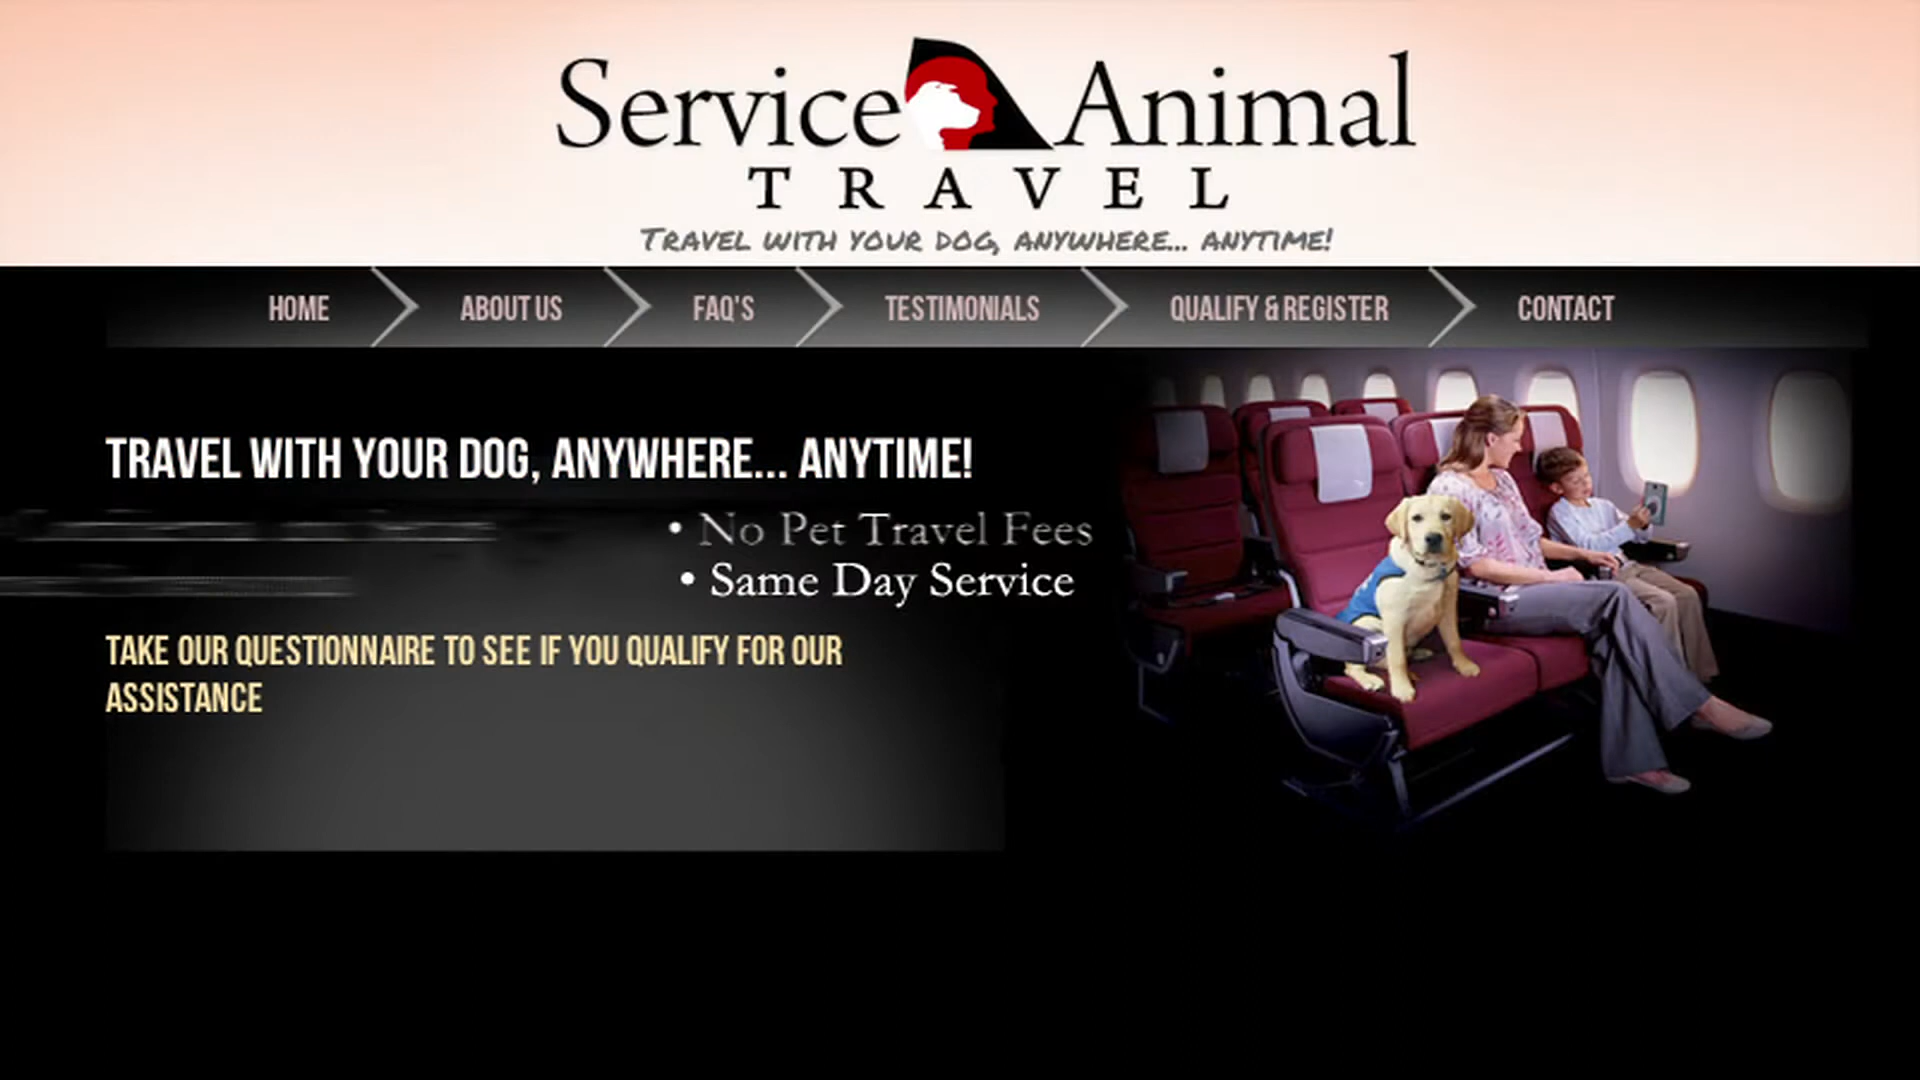 Service Animal
TRAVEL
TRAVEL WITH YOUR DOG, ANYWHERE... ANYTIME!
HOME
ABOUT US
FAQ'S
TESTIMONIALS
QUALIFY & REGISTER
CONTACT
TRAVEL WITH YOUR DOG, ANYWHERE... ANYTIME!
• No Pet Travel Fees
• Same Day Service
TAKE OUR QUESTIONNAIRE TO SEE IF YOU QUALIFY FOR OUR
ASSISTANCE